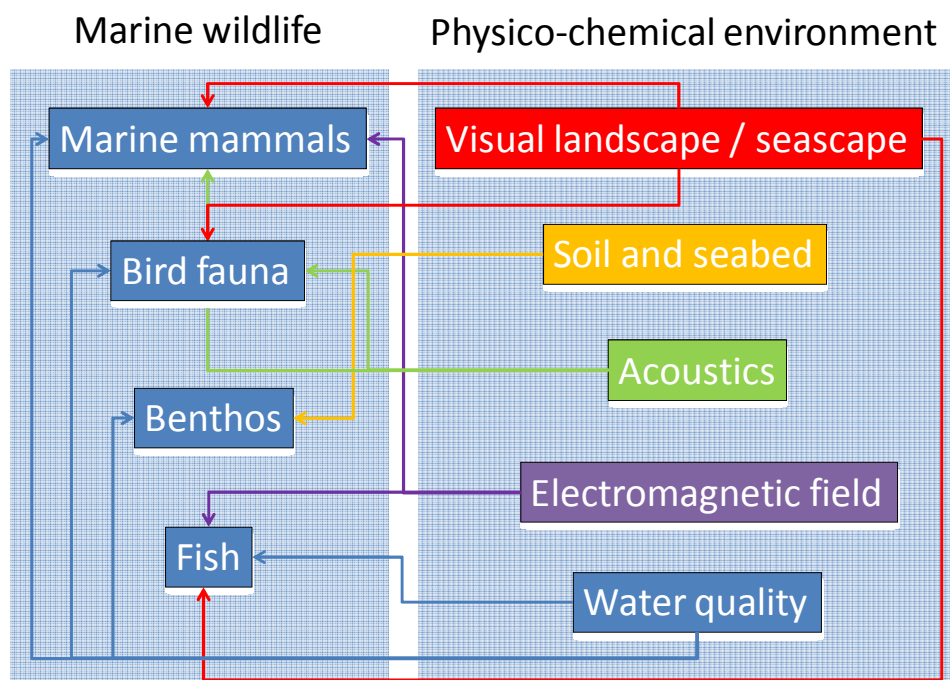 Marine wildlife
Physico-chemical environment
Marine mammals
Visual landscape / seascape
Bird fauna
Soil and seabed
Acoustics
Benthos
Electromagnetic field
Fish
Water quality